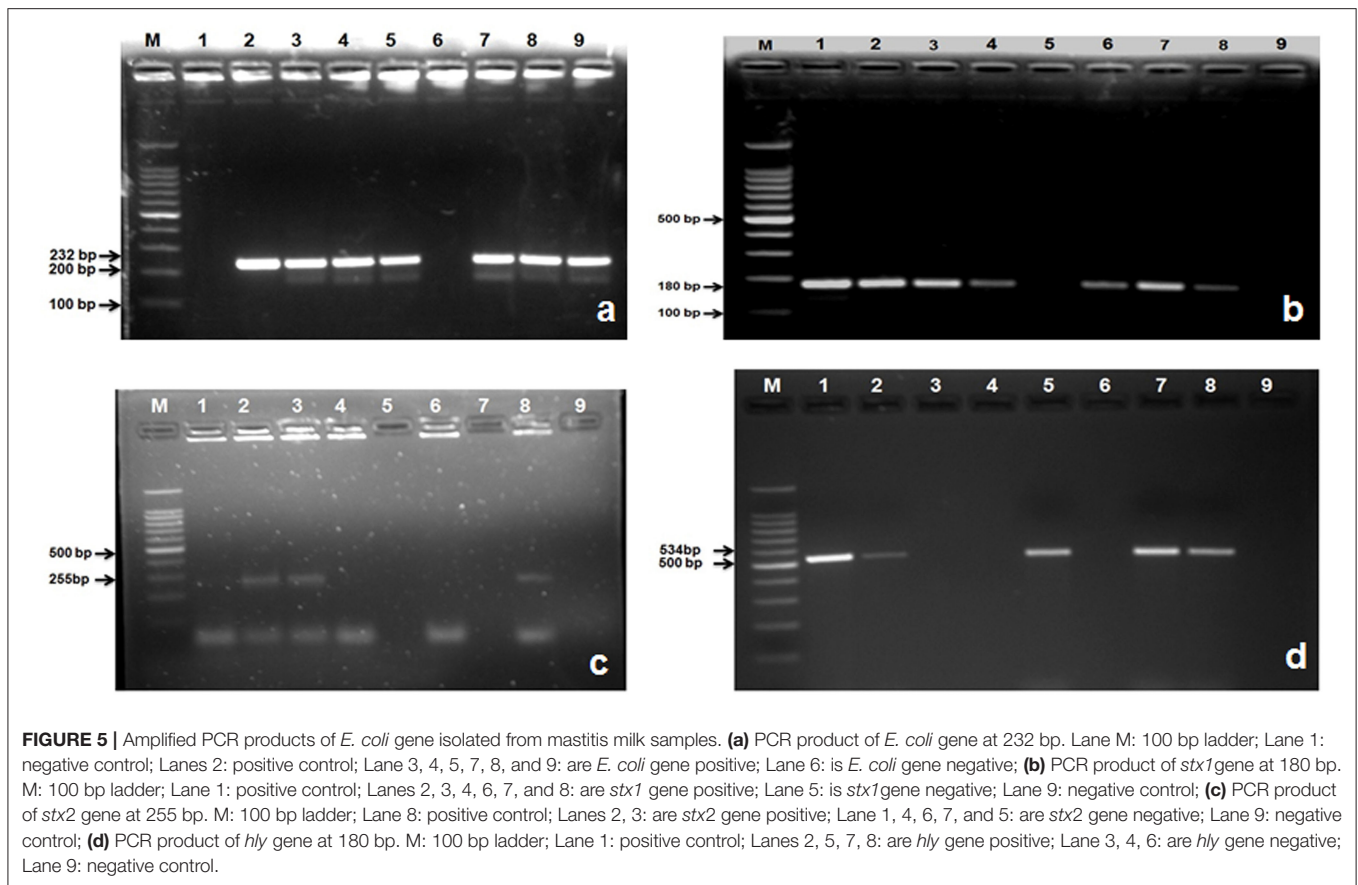 M 1 2 3 4 5 6 7 8 9
232 bp
200 bp
100 bp
a
M 1 2 3 4 5 6 7 8 9
500 bp
180 bp
100 bp
b
M 1 2 3 4 5 6 7 8 9
500 bp
255bp
c
M 1 2 3 4 5 6 7 8 9
534bp
500 bp
d
FIGURE 5 | Amplified PCR products of E. coli gene isolated from mastitis milk samples. (a) PCR product of E. coli gene at 232 bp. Lane M: 100 bp ladder; Lane 1:
negative control; Lanes 2: positive control; Lane 3, 4, 5, 7, 8, and 9: are E. coli gene positive; Lane 6: is E. coli gene negative; (b) PCR product of stx1gene at 180 bp.
M: 100 bp ladder; Lane 1: positive control; Lanes 2, 3, 4, 6, 7, and 8: are stx1 gene positive; Lane 5: is stx1gene negative; Lane 9: negative control; (c) PCR product
of stx2 gene at 255 bp. M: 100 bp ladder; Lane 8: positive control; Lanes 2, 3: are stx2 gene positive; Lane 1, 4, 6, 7, and 5: are stx2 gene negative; Lane 9: negative
control; (d) PCR product of hly gene at 180 bp. M: 100 bp ladder; Lane 1: positive control; Lanes 2, 5, 7, 8: are hly gene positive; Lane 3, 4, 6: are hly gene negative;
Lane 9: negative control.